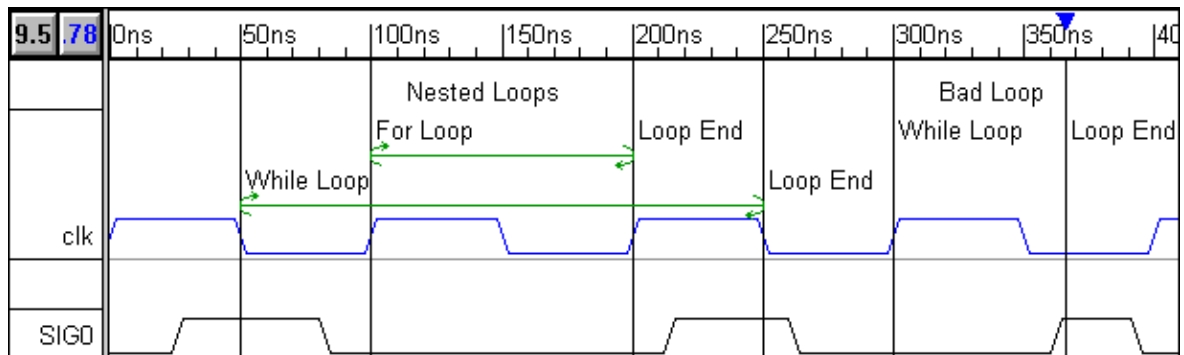 9.5 .78 0ns 50ns 100ns 150ns 200ns 250ns 300ns 350ns 40
Nested Loops Bad Loop
For Loop Loop End While Loop Loop End
While Loop Loop End
clk
SIG0